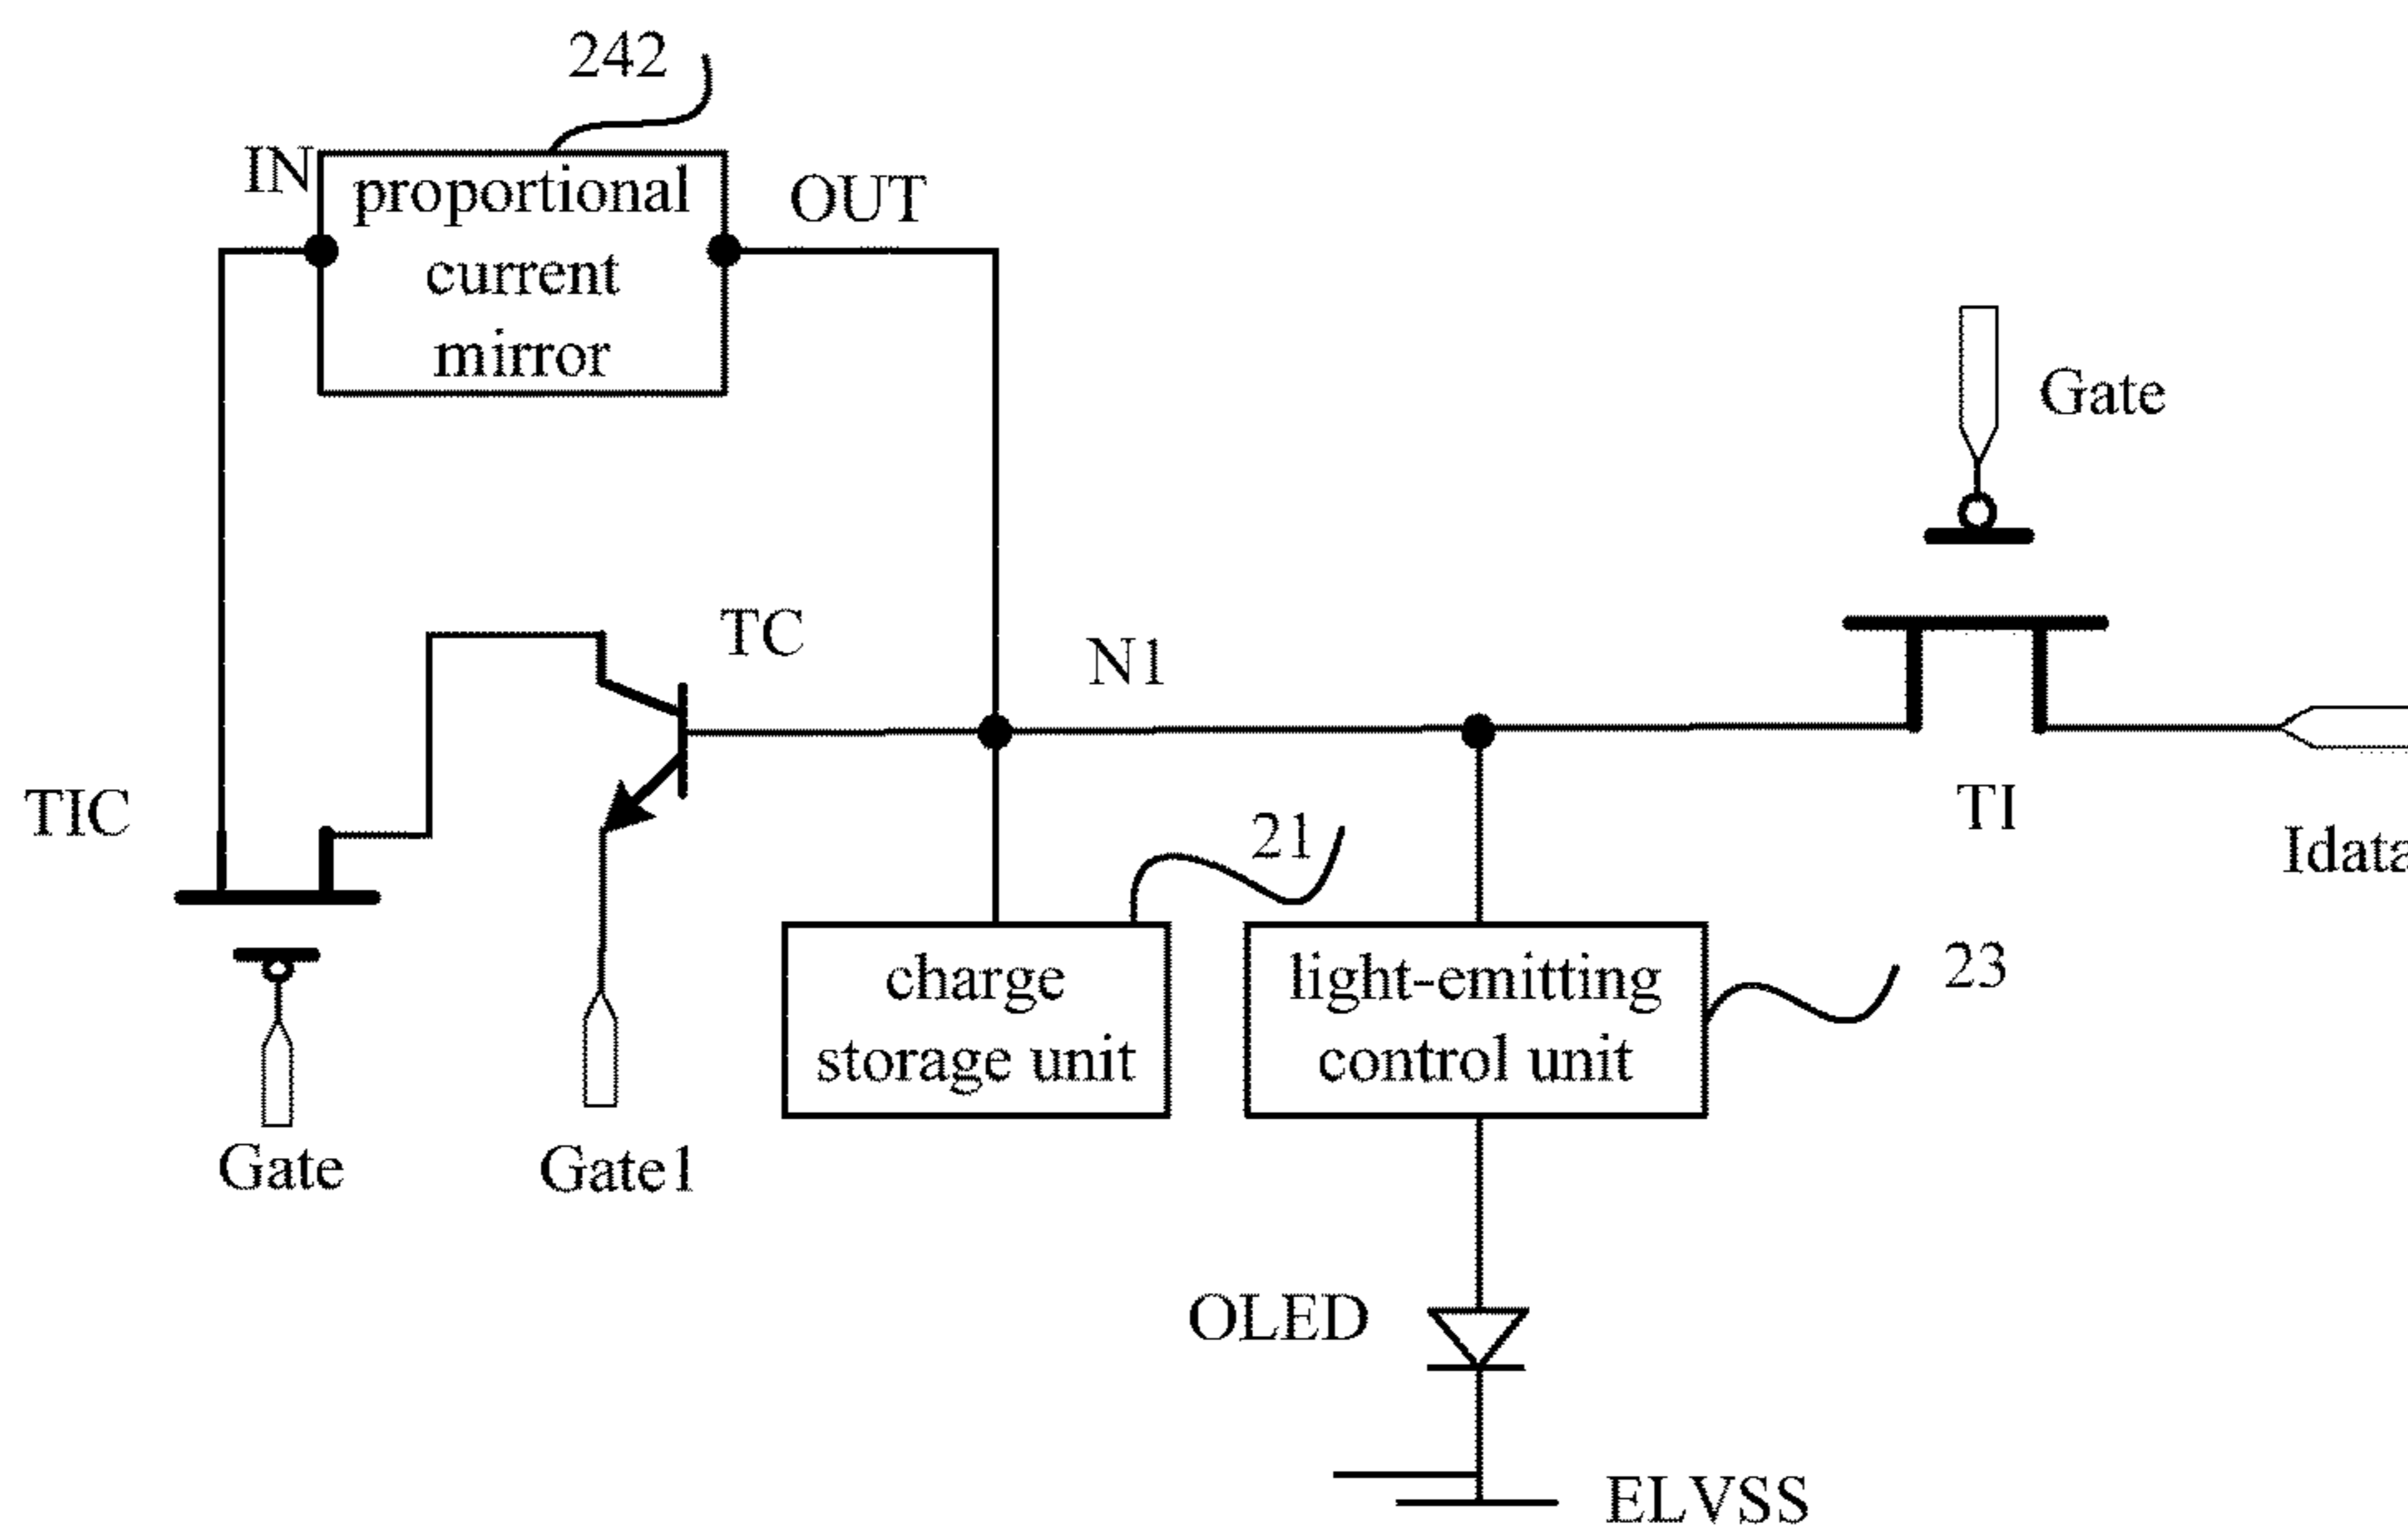 242
IN
proportional
current
mirror
OUT
Gate
TC
N1
TIC
TI
21
Idata
charge
storage unit
light-emitting
control unit
23
Gate
Gate1
OLED
ELVSS